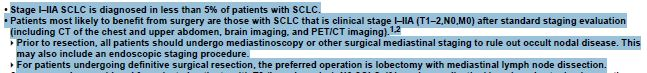 • Stage I–IIA SCLC is diagnosed in less than 5% of patients with SCLC.
• Patients most likely to benefit from surgery are those with SCLC that is clinical stage I–IIA (T1–2,N0,M0) after standard staging evaluation
(including CT of the chest and upper abdomen, brain imaging, and PET/CT imaging).1,2
▸ Prior to resection, all patients should undergo mediastinoscopy or other surgical mediastinal staging to rule out occult nodal disease. This
may also include an endoscopic staging procedure.
▸ For patients undergoing definitive surgical resection, the preferred operation is lobectomy with mediastinal lymph node dissection.